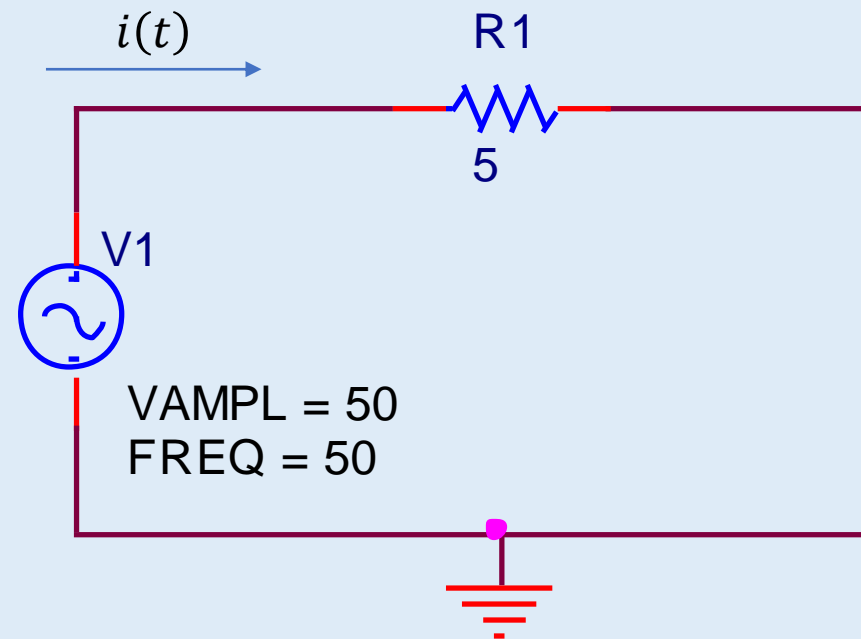 i(t)
R1
5
V1
VAMPL = 50
FREQ = 50